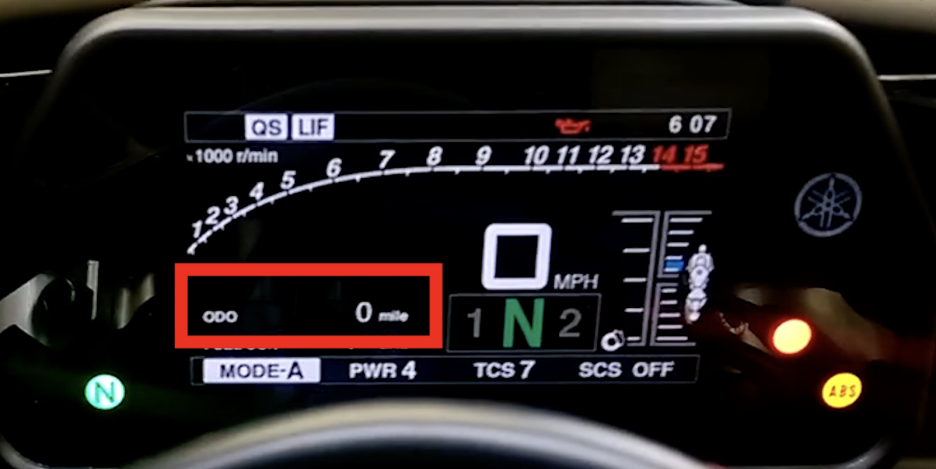 QS LIF 6 07
×1000 r/min
1 2 3 4 5 6 7 8 9 10 11 12 13 14 15
0 MPH
ODO 0 mile
1 N 2
MODE-A PWR 4 TCS 7 SCS OFF
N ABS